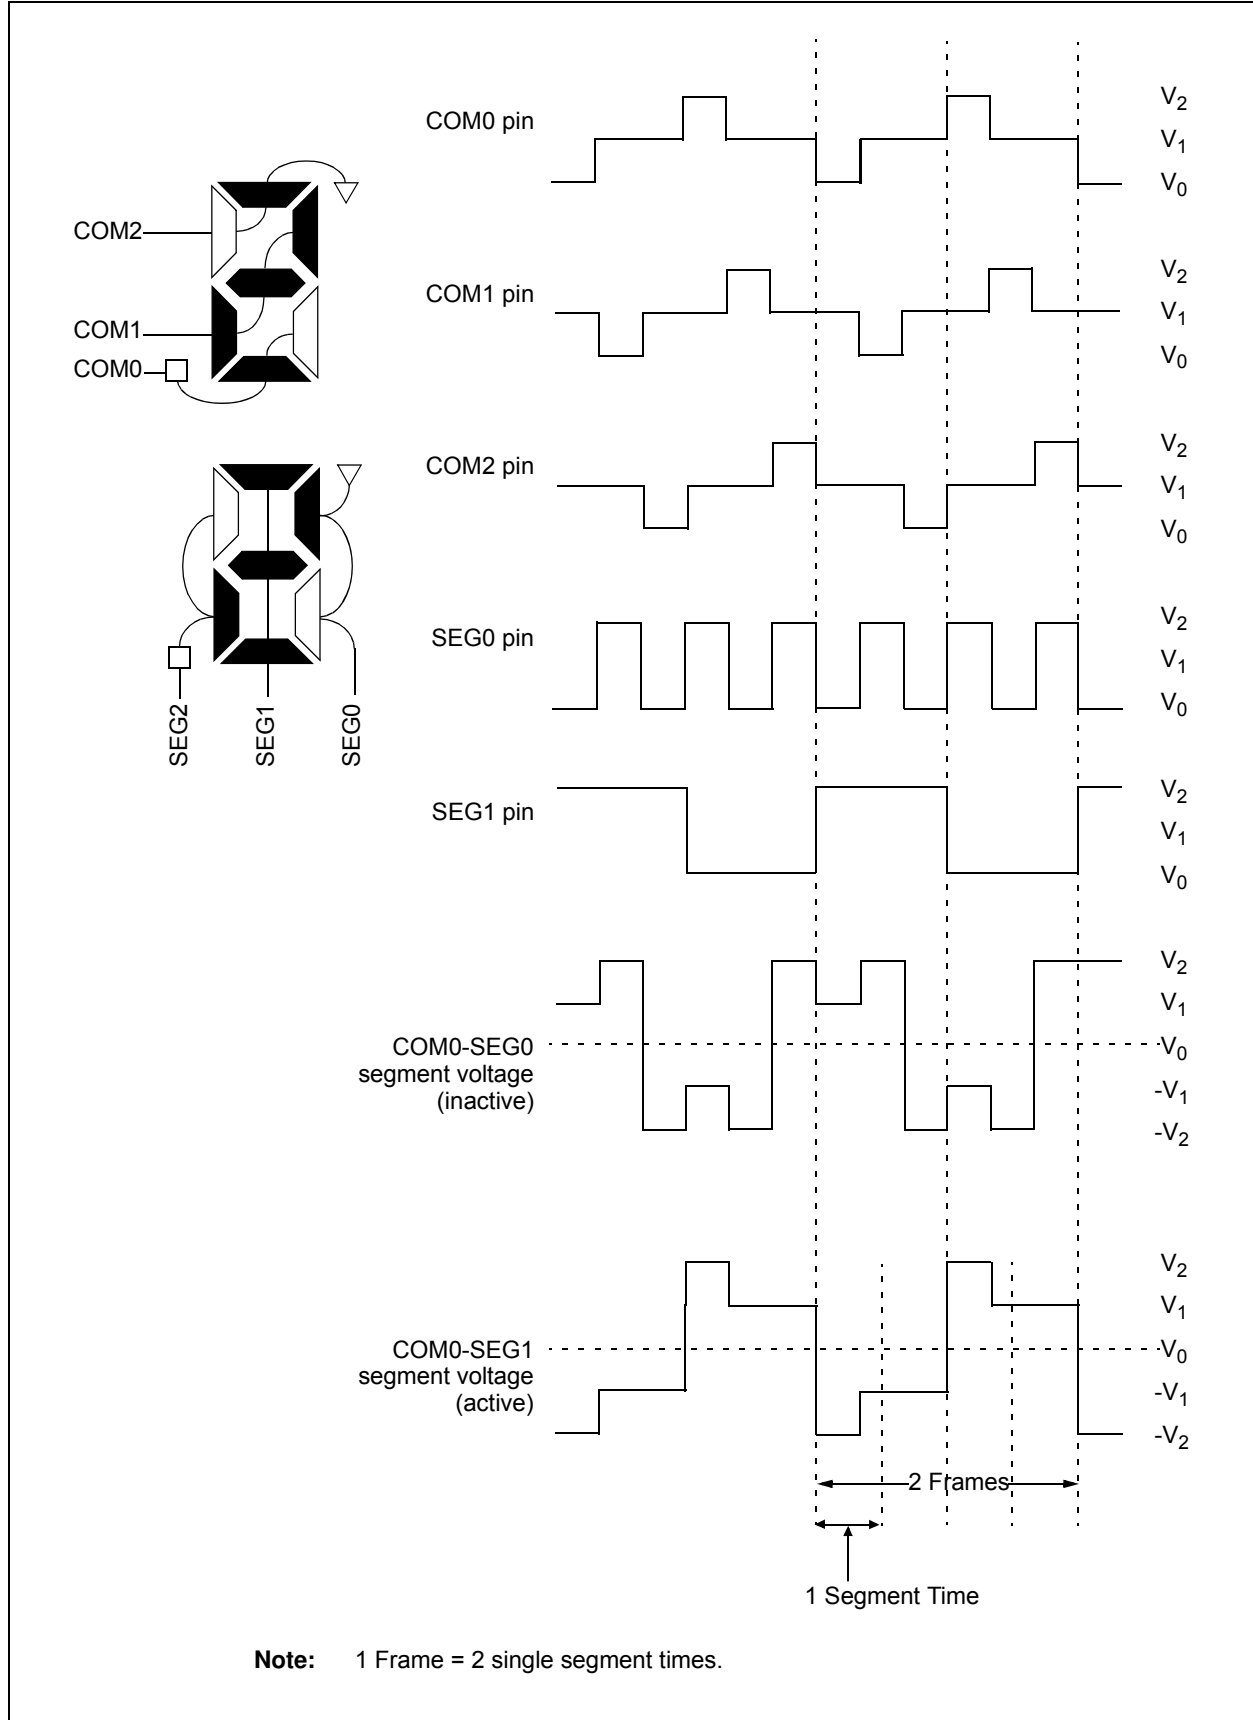 COM0 pin
V2
V1
V0
COM2
COM1
COM0
COM1 pin
V2
V1
V0
COM2 pin
V2
V1
V0
SEG2
SEG1
SEG0
SEG0 pin
V2
V1
V0
SEG1 pin
V2
V1
V0
COM0-SEG0
segment voltage
(inactive)
V2
V1
V0
-V1
-V2
COM0-SEG1
segment voltage
(active)
V2
V1
V0
-V1
-V2
2 Frames
1 Segment Time
Note: 1 Frame = 2 single segment times.